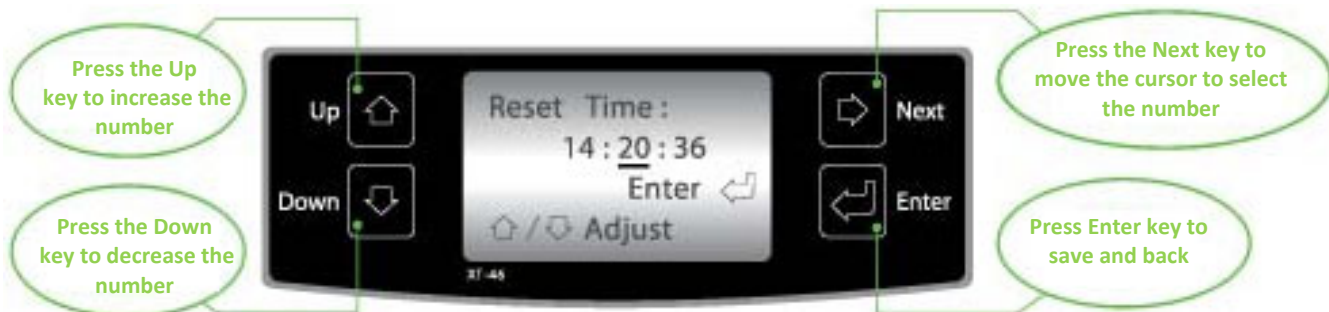 Press the Up
key to increase the
number
Press the Down
key to decrease the
number
Up
Down
Reset Time :
14 : 20 : 36
Enter
/ Adjust
XT-46
Next
Enter
Press the Next key to
move the cursor to select
the number
Press Enter key to
save and back